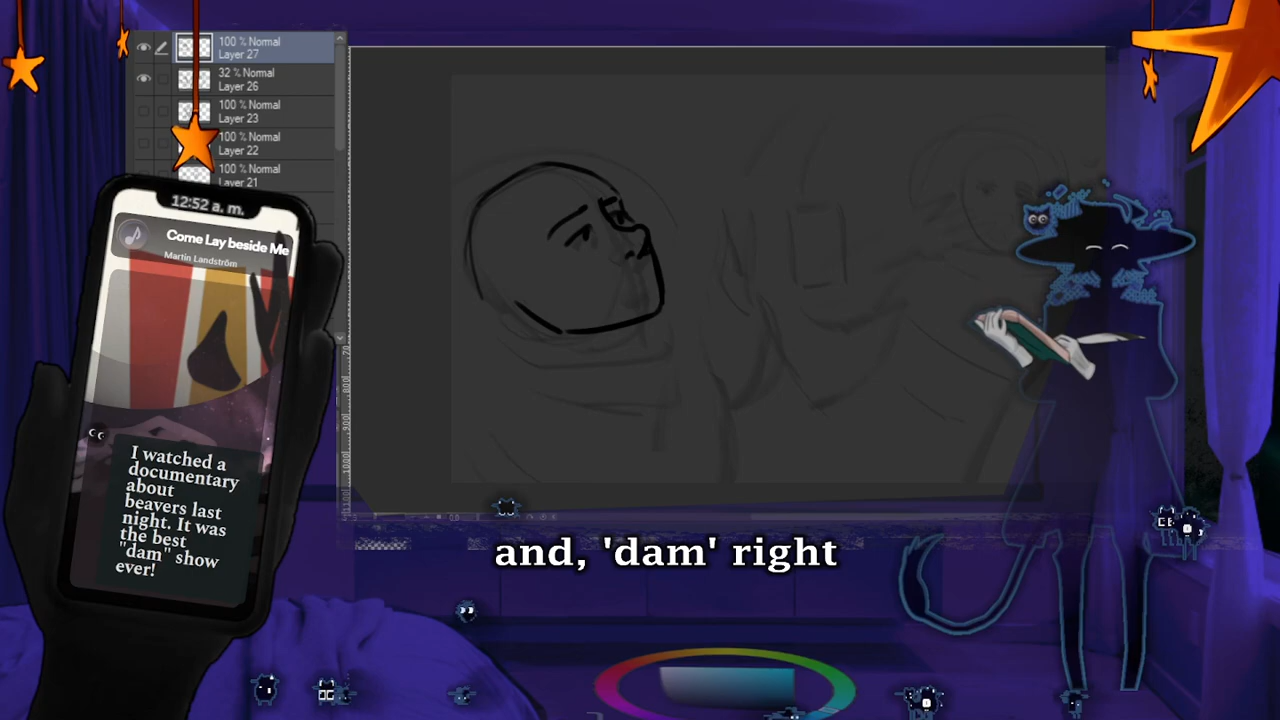 100 % Normal
Layer 27
32 % Normal
Layer 26
100 % Normal
Layer 23
100 % Normal
Layer 22
100 % Normal
Layer 21
12:52 a. m.
Come Lay beside Me
Martin Landström
I watched a
documentary
about
beavers last
night. It was
the best
"dam" show
ever!
and, 'dam' right